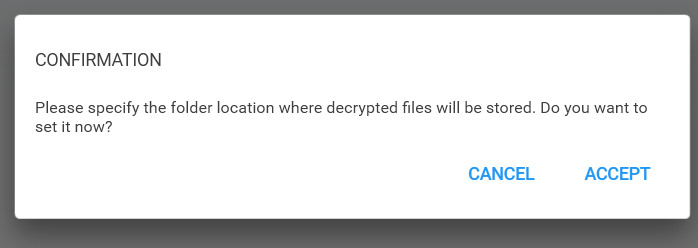 CONFIRMATION
Please specify the folder location where decrypted files will be stored. Do you want to
set it now?
CANCEL ACCEPT